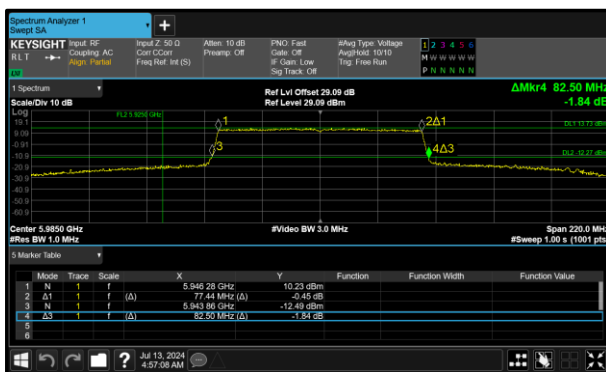 Spectrum Analyzer 1
Swept SA
KEYSIGHT Input: RF Input Z: 50 Ω Atten: 10 dB PNO: Fast #Avg Type: Voltage 1 2 3 4 5 6
RLT Coupling: AC Corr CCorr Preamp: Off Gate: Off Avg|Hold: 10/10 M W W W W W
Align: Partial Freq Ref: Int (S) IF Gain: Low Trig: Free Run P N N N N N
Sig Track: Off
LW
1 Spectrum Ref Lvl Offset 29.09 dB ΔMkr4 82.50 MHz
Scale/Div 10 dB Ref Level 29.09 dBm -1.84 dB
Log
FL2 5.9250 GHz
19.1
1 2Δ1
DL1 13.73 dBm
9.09
-0.91
3 4Δ3
-10.9
DL2 -12.27 dBm
-20.9
-30.9
-40.9
-50.9
-60.9
Center 5.9850 GHz #Video BW 3.0 MHz Span 220.0 MHz
#Res BW 1.0 MHz #Sweep 1.00 s (1001 pts)
5 Marker Table
Mode Trace Scale X Y Function Function Width Function Value
1 N 1 f 5.946 28 GHz 10.23 dBm
2 Δ1 1 f (Δ) 77.44 MHz (Δ) -0.45 dB
3 N 1 f 5.943 86 GHz -12.49 dBm
4 Δ3 1 f (Δ) 82.50 MHz (Δ) -1.84 dB
5
6
? Jul 13, 2024
4:57:08 AM